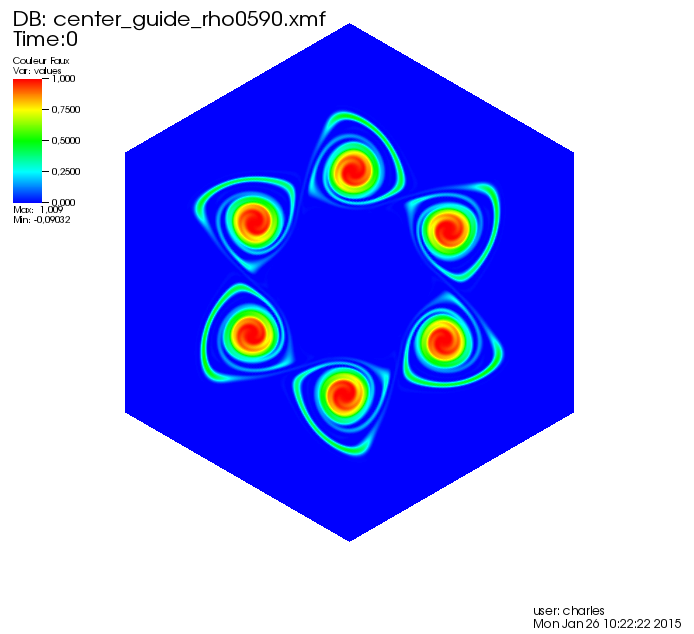 DB: center_guide_rho0590.xmf
Time:0
Couleur Faux
Var: values
1,000
0,7500
0,5000
0,2500
0,000
Max: 1,009
Min: -0,09032
user: charles
Mon Jan 26 10:22:22 2015